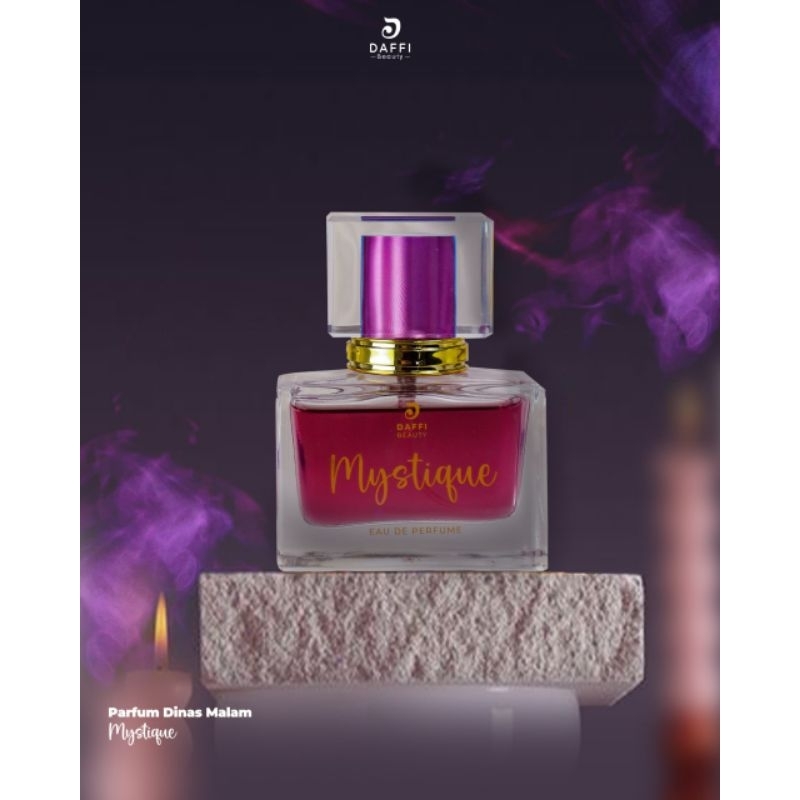 DAFFI
Beauty
DAFFI
BEAUTY
Mystique
EAU DE PERFUME
Parfum Dinas Malam
Mystique